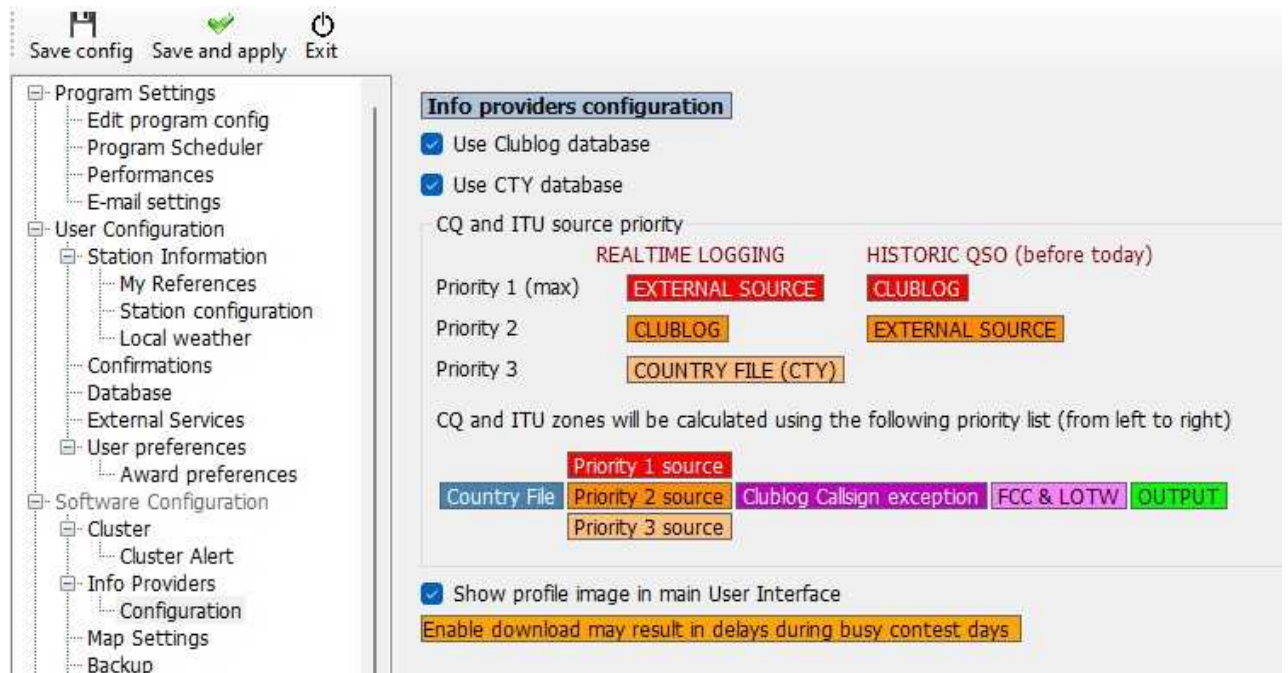 Save config Save and apply Exit
Program Settings
Edit program config
Program Scheduler
Performances
E-mail settings
User Configuration
Station Information
My References
Station configuration
Local weather
Confirmations
Database
External Services
User preferences
Award preferences
Software Configuration
Cluster
Cluster Alert
Info Providers
Configuration
Map Settings
Backup
Info providers configuration
Use Clublog database
Use CTY database
CQ and ITU source priority
REALTIME LOGGING HISTORIC QSO (before today)
Priority 1 (max) EXTERNAL SOURCE CLUBLOG
Priority 2 CLUBLOG EXTERNAL SOURCE
Priority 3 COUNTRY FILE (CTY)
CQ and ITU zones will be calculated using the following priority list (from left to right)
Priority 1 source
Country File Priority 2 source Clublog Callsign exception FCC & LOTW OUTPUT
Priority 3 source
Show profile image in main User Interface
Enable download may result in delays during busy contest days